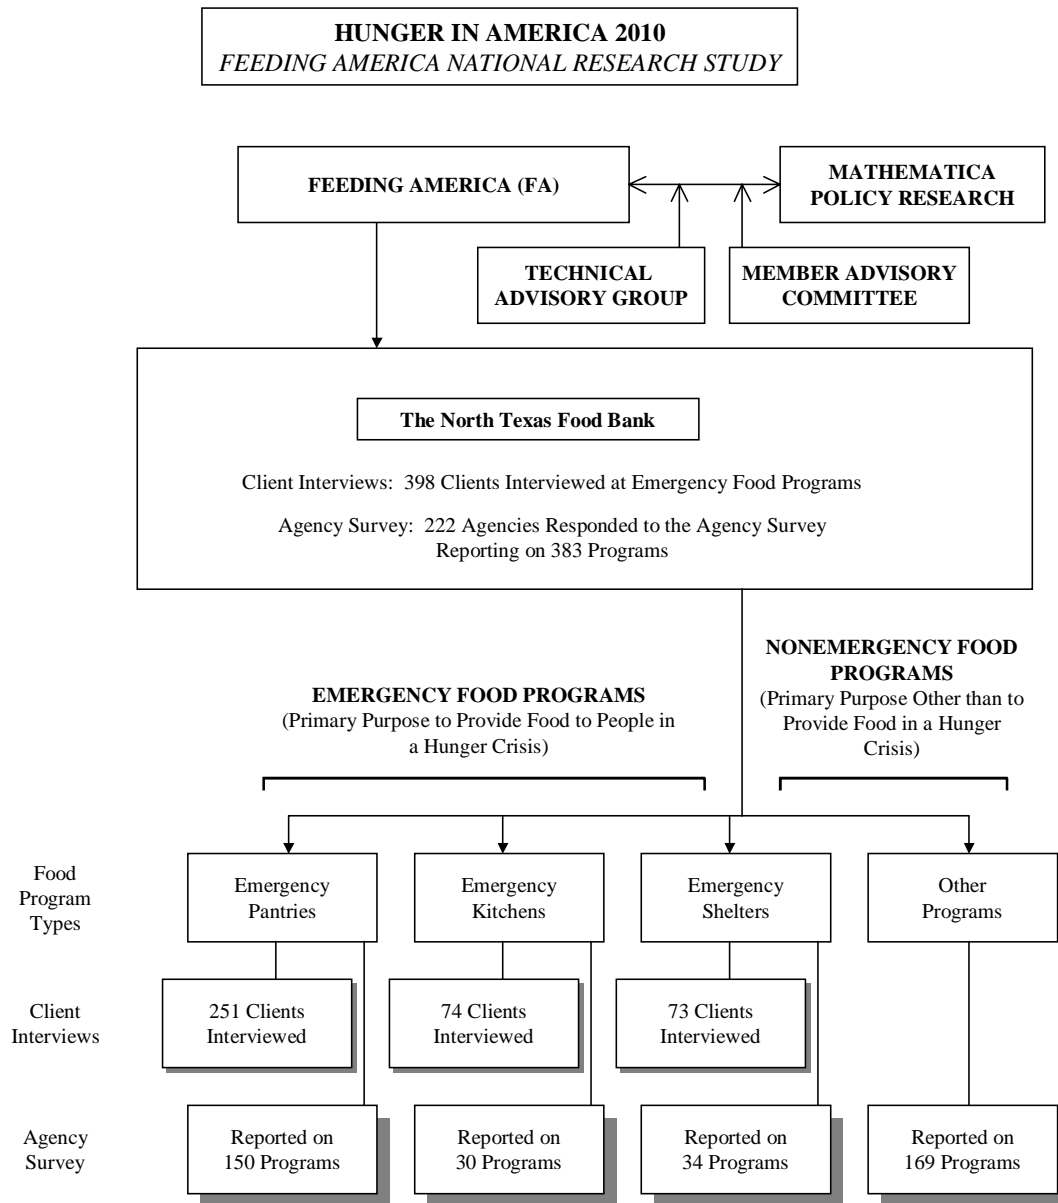 HUNGER IN AMERICA 2010
FEEDING AMERICA NATIONAL RESEARCH STUDY
FEEDING AMERICA (FA)
MATHEMATICA
POLICY RESEARCH
TECHNICAL
ADVISORY GROUP
MEMBER ADVISORY
COMMITTEE
The North Texas Food Bank
Client Interviews: 398 Clients Interviewed at Emergency Food Programs
Agency Survey: 222 Agencies Responded to the Agency Survey
Reporting on 383 Programs
EMERGENCY FOOD PROGRAMS
(Primary Purpose to Provide Food to People in
a Hunger Crisis)
NONEMERGENCY FOOD
PROGRAMS
(Primary Purpose Other than to
Provide Food in a Hunger
Crisis)
Food
Program
Types
Emergency
Pantries
Emergency
Kitchens
Emergency
Shelters
Other
Programs
Client
Interviews
251 Clients
Interviewed
74 Clients
Interviewed
73 Clients
Interviewed
Agency
Survey
Reported on
150 Programs
Reported on
30 Programs
Reported on
34 Programs
Reported on
169 Programs